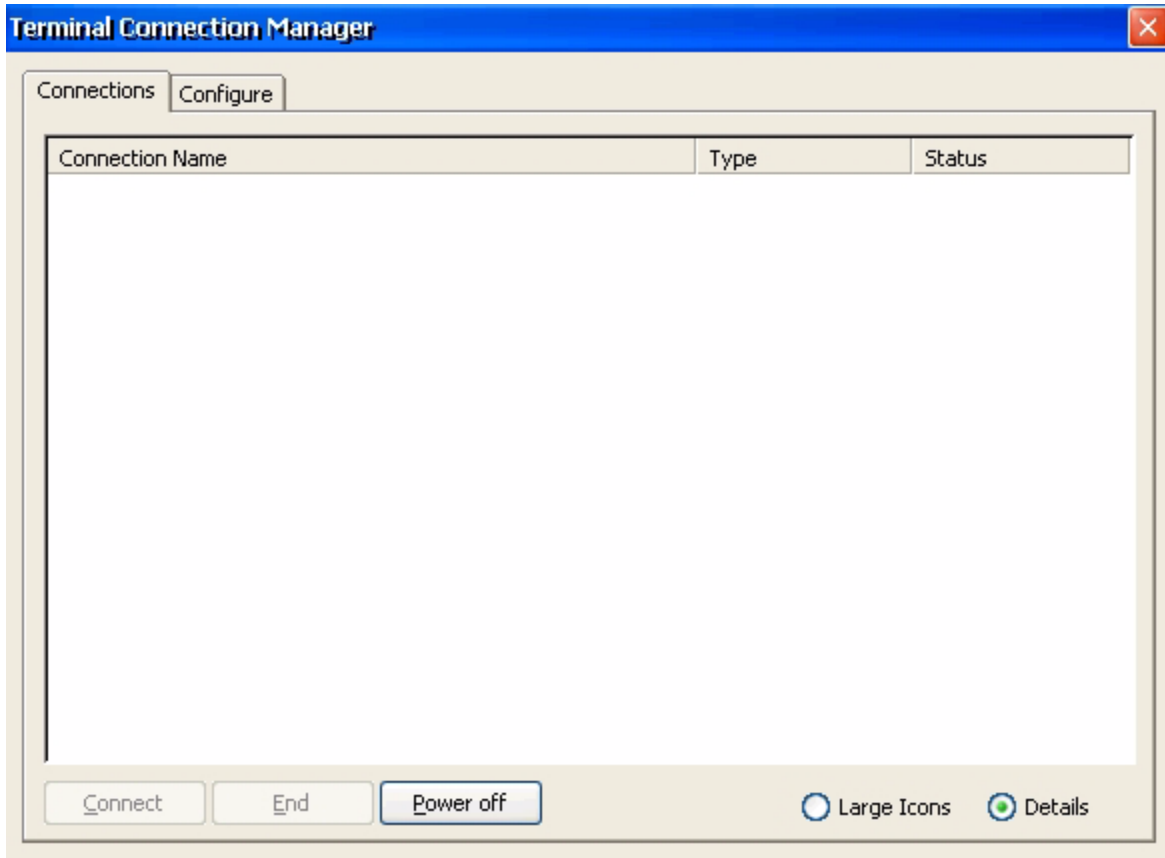 Terminal Connection Manager
Connections Configure
Connection Name Type Status
Connect End Power off Large Icons Details